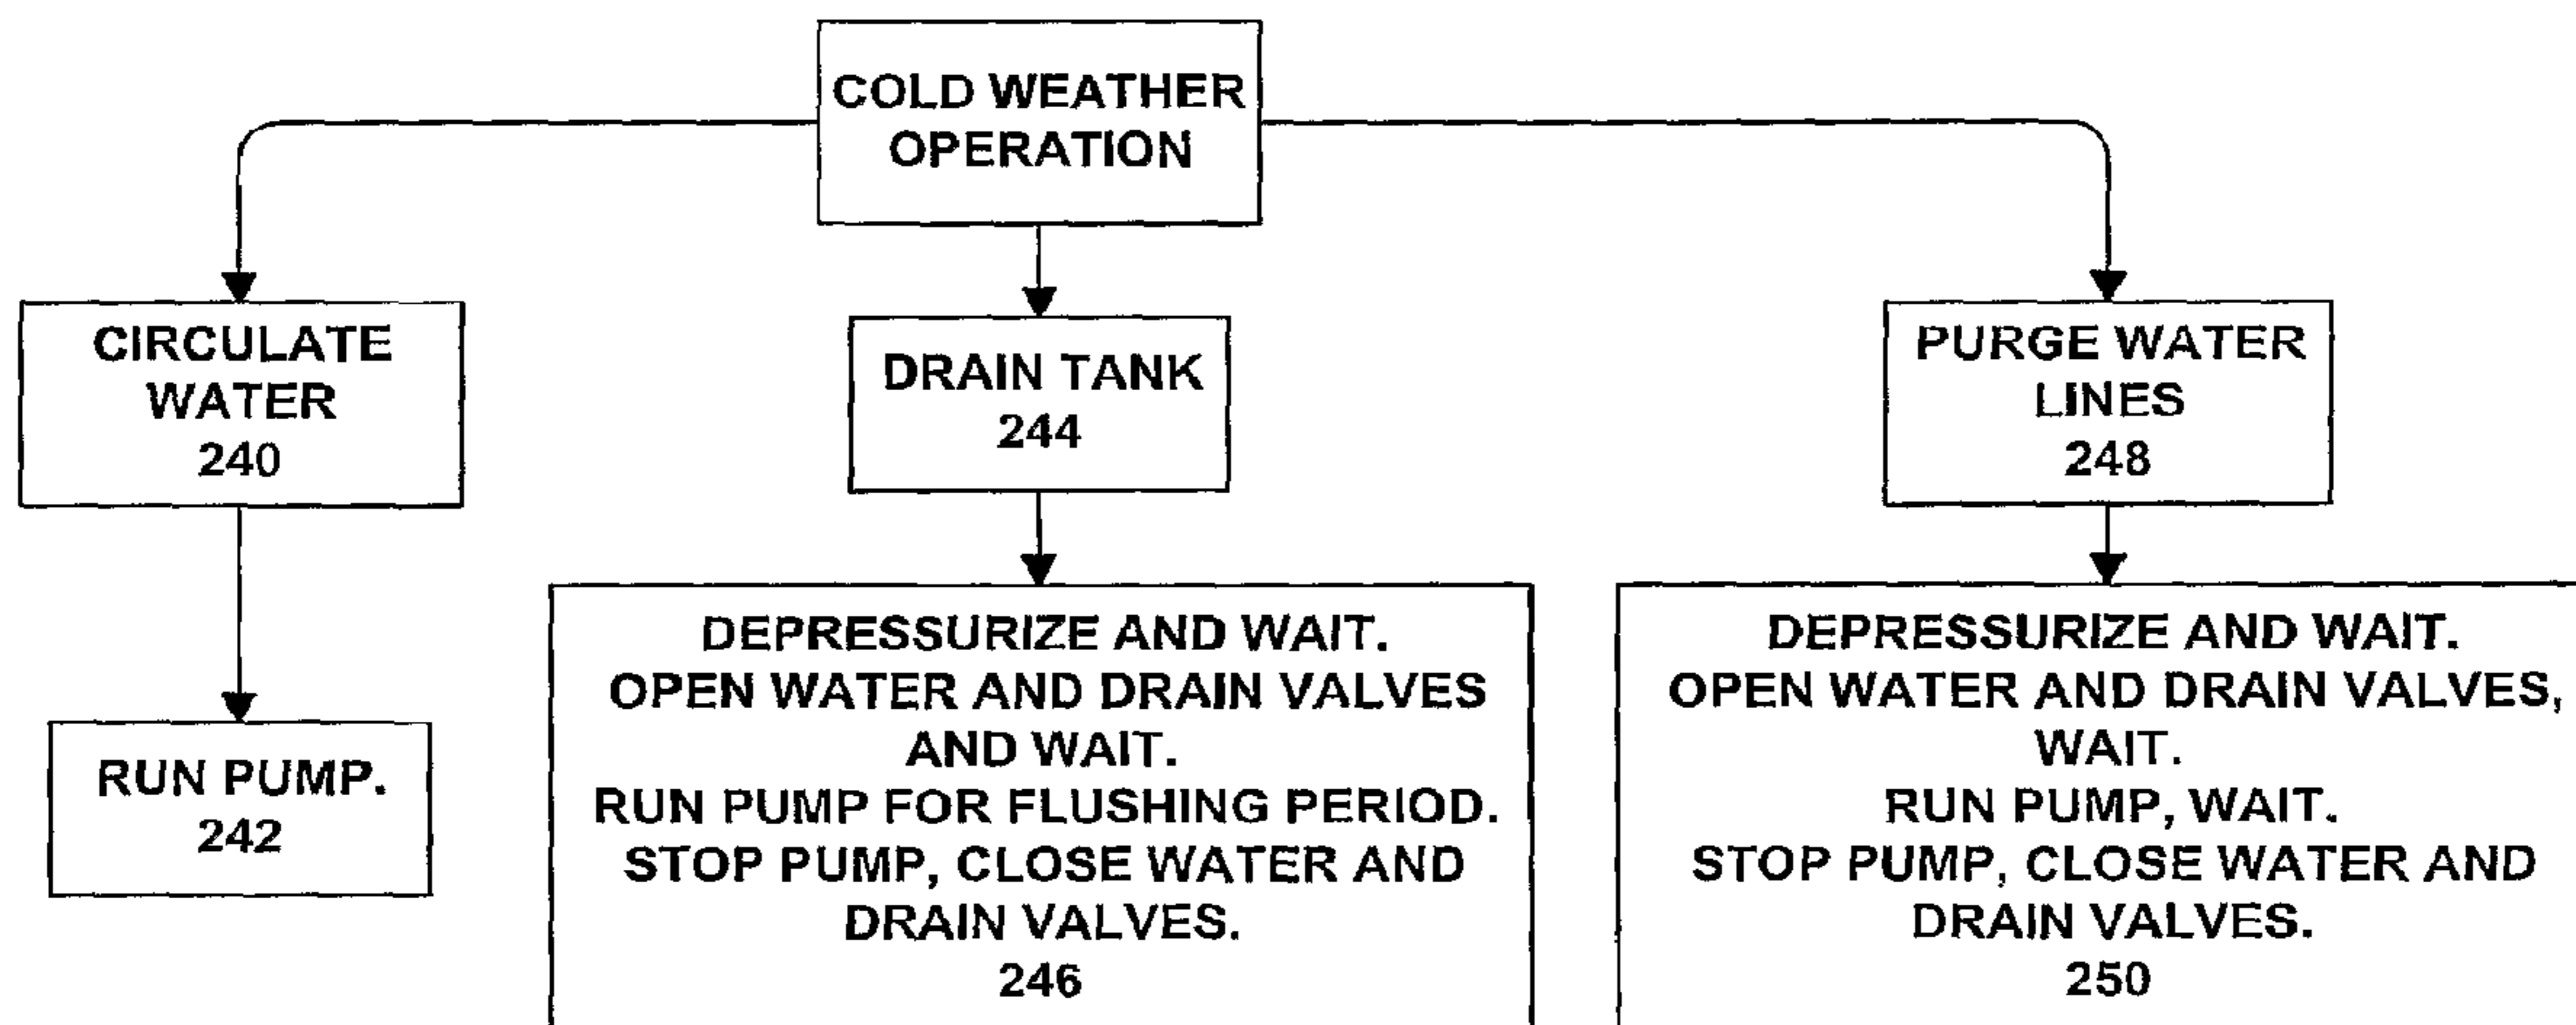 COLD WEATHER
OPERATION
CIRCULATE
WATER
240
DRAIN TANK
244
PURGE WATER
LINES
248
RUN PUMP.
242
DEPRESSURIZE AND WAIT.
OPEN WATER AND DRAIN VALVES
AND WAIT.
RUN PUMP FOR FLUSHING PERIOD.
STOP PUMP, CLOSE WATER AND
DRAIN VALVES.
246
DEPRESSURIZE AND WAIT.
OPEN WATER AND DRAIN VALVES,
WAIT.
RUN PUMP, WAIT.
STOP PUMP, CLOSE WATER AND
DRAIN VALVES.
250